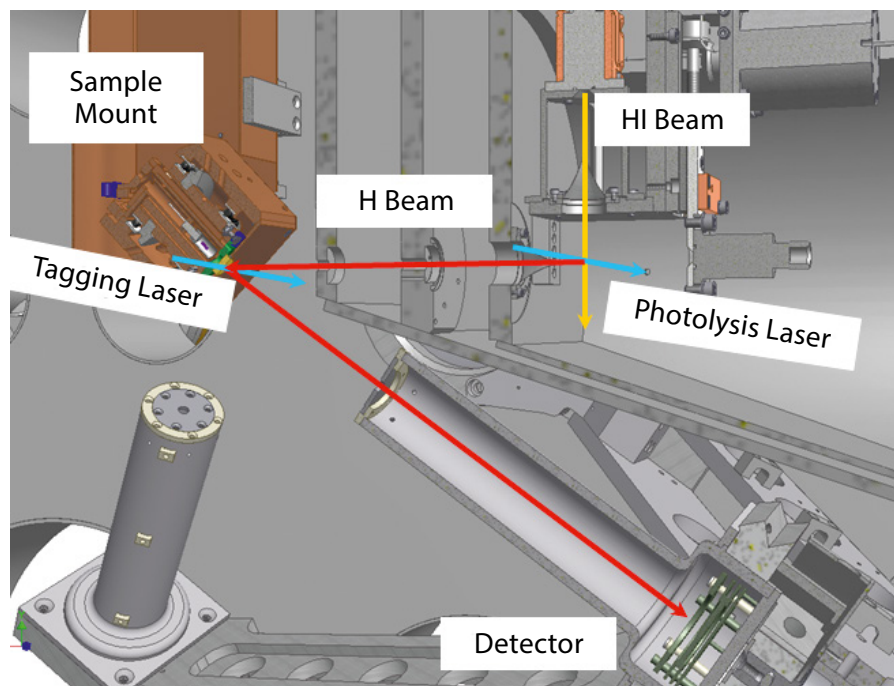 Sample
Mount
HI Beam
H Beam
Tagging Laser
Photolysis Laser
Detector